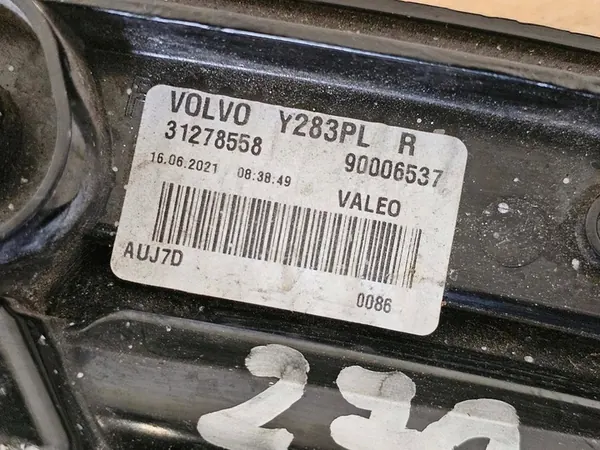 VOLVO Y283PL R
31278558 90006537
16.06.2021 08:38:49
VALEO
AUJ7D 0086